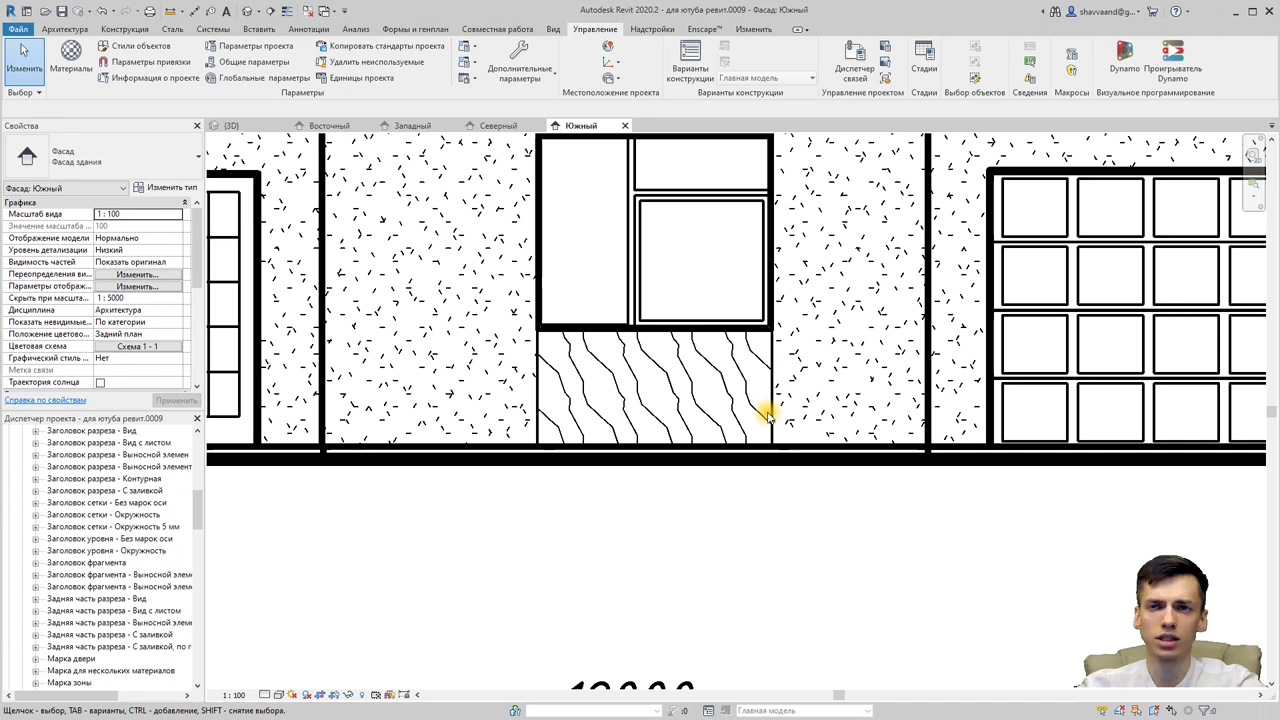 Autodesk Revit 2020.2 - для ютуба ревит.0009 - Фасад: Южный
shavvaand@g...
Файл Архитектура Конструкция Сталь Системы Вставить Аннотации Анализ Формы и генплан Совместная работа Вид Управление Надстройки Enscape™ Изменить
Изменить
Материалы
Стили объектов
Параметры привязки
Информация о проекте
Параметры проекта
Общие параметры
Глобальные параметры
Копировать стандарты проекта
Удалить неиспользуемые
Единицы проекта
Дополнительные параметры
Варианты конструкции
Главная модель
Диспетчер связей
Стадии
Dynamo
Проигрыватель Dynamo
Выбор Параметры Местоположение проекта Варианты конструкции Управление проектом Стадии Выбор объектов Сведения Макросы Визуальное программирование
Свойства
{3D} Восточный Западный Северный Южный
Фасад
Фасад здания
Фасад: Южный Изменить тип
Графика
Масштаб вида 1 : 100
Значение масштаба ... 100
Отображение модели Нормально
Уровень детализации Низкий
Видимость частей Показать оригинал
Переопределения ви... Изменить...
Параметры отображ... Изменить...
Скрыть при масшта... 1 : 5000
Дисциплина Архитектура
Показать невидимые... По категории
Положение цветово... Задний план
Цветовая схема Схема 1 - 1
Графический стиль ... Нет
Метка связи
Траектория солнца
Справка по свойствам Применить
Диспетчер проекта - для ютуба ревит.0009
Заголовок разреза - Вид
Заголовок разреза - Вид с листом
Заголовок разреза - Выносной элемен
Заголовок разреза - Выносной элемент
Заголовок разреза - Контурная
Заголовок разреза - С заливкой
Заголовок сетки - Без марок оси
Заголовок сетки - Окружность
Заголовок сетки - Окружность 5 мм
Заголовок уровня - Без марок оси
Заголовок уровня - Окружность
Заголовок фрагмента
Заголовок фрагмента - Выносной элем
Заголовок фрагмента - Выносной элем
Задняя часть разреза - Вид
Задняя часть разреза - Вид с листом
Задняя часть разреза - Выносной элем
Задняя часть разреза - С заливкой
Задняя часть разреза - С заливкой, по г
Марка двери
Марка для нескольких материалов
Марка зоны
1 : 100
Щелчок - выбор, TAB - варианты, CTRL - добавление, SHIFT - снятие выбора.
:0
Главная модель
:0